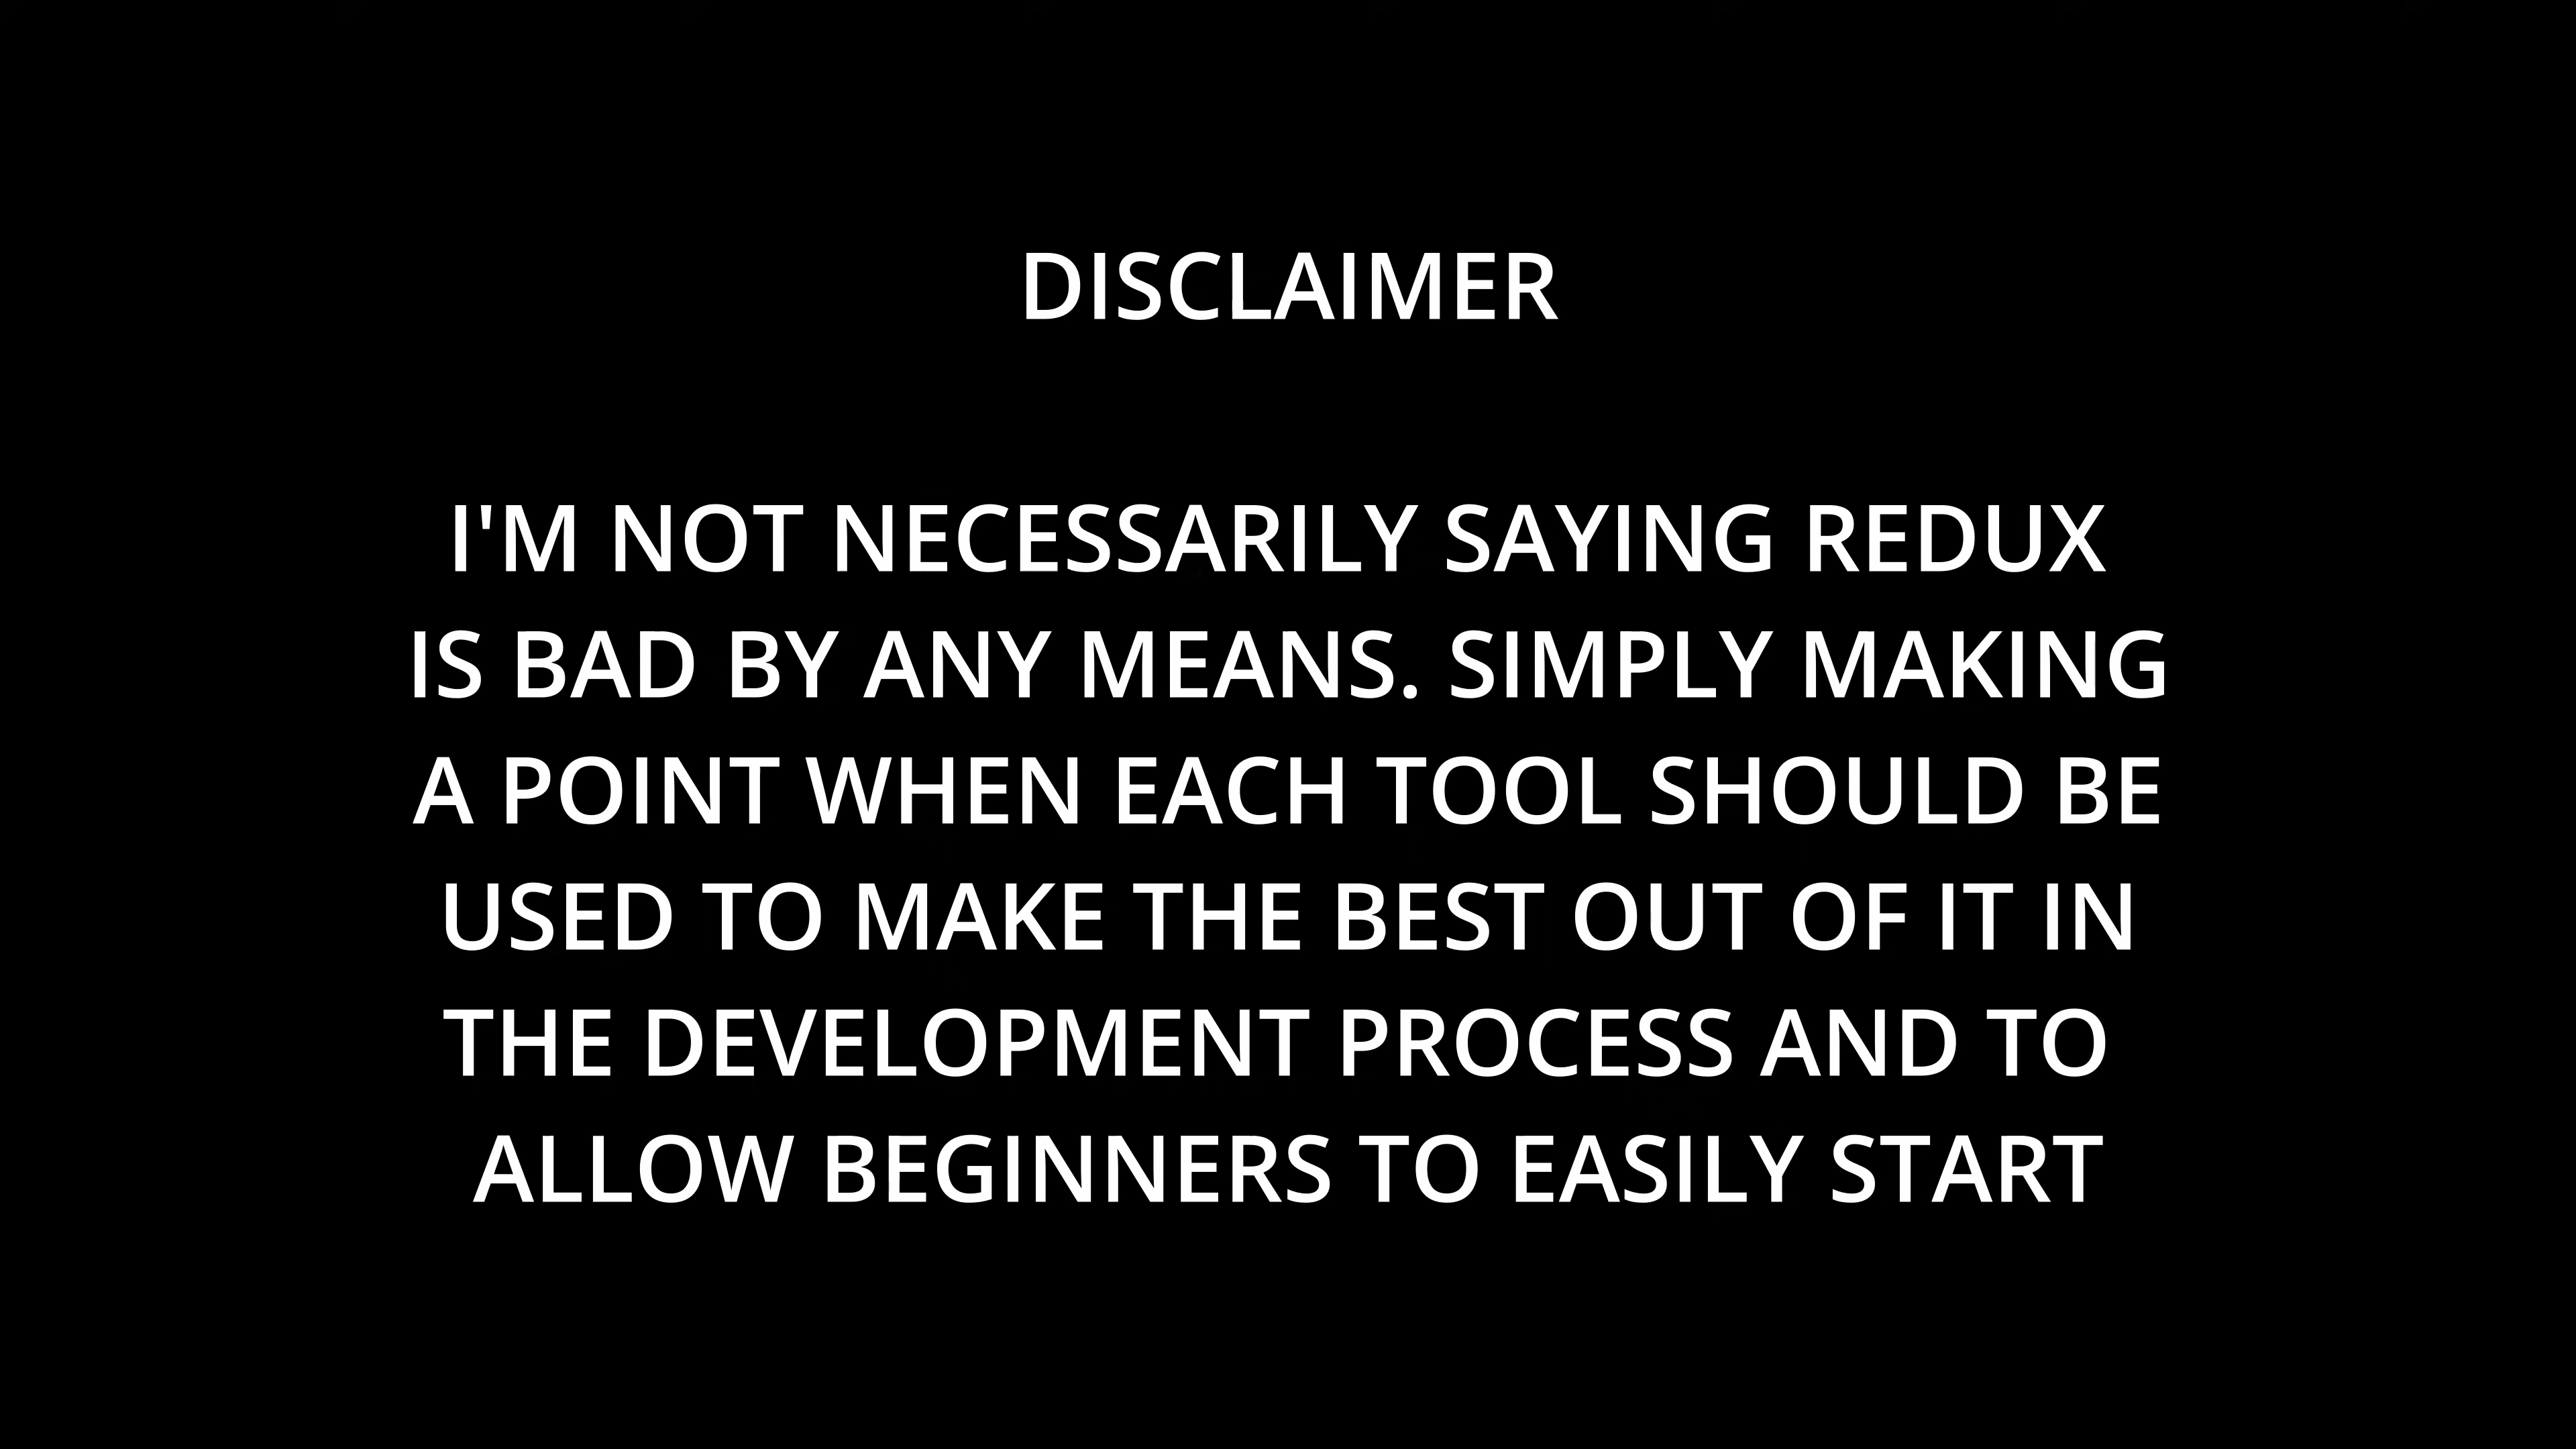 DISCLAIMER
I'M NOT NECESSARILY SAYING REDUX
IS BAD BY ANY MEANS. SIMPLY MAKING
A POINT WHEN EACH TOOL SHOULD BE
USED TO MAKE THE BEST OUT OF IT IN
THE DEVELOPMENT PROCESS AND TO
ALLOW BEGINNERS TO EASILY START